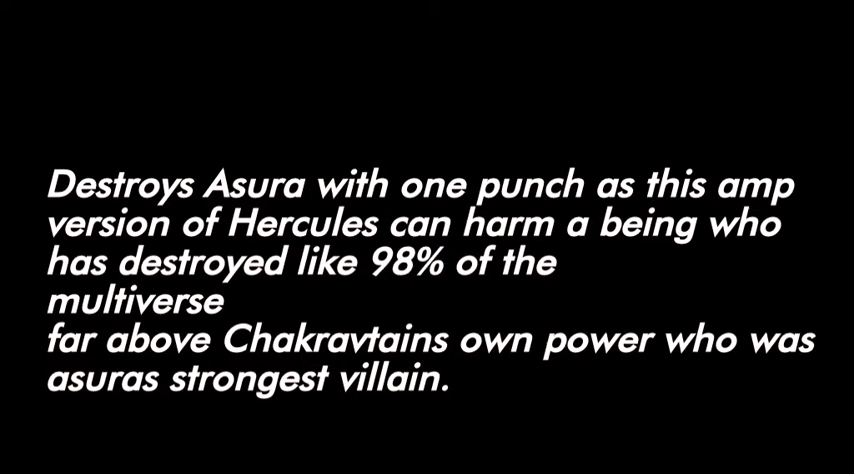 Destroys Asura with one punch as this amp
version of Hercules can harm a being who
has destroyed like 98% of the
multiverse
far above Chakravtains own power who was
asuras strongest villain.